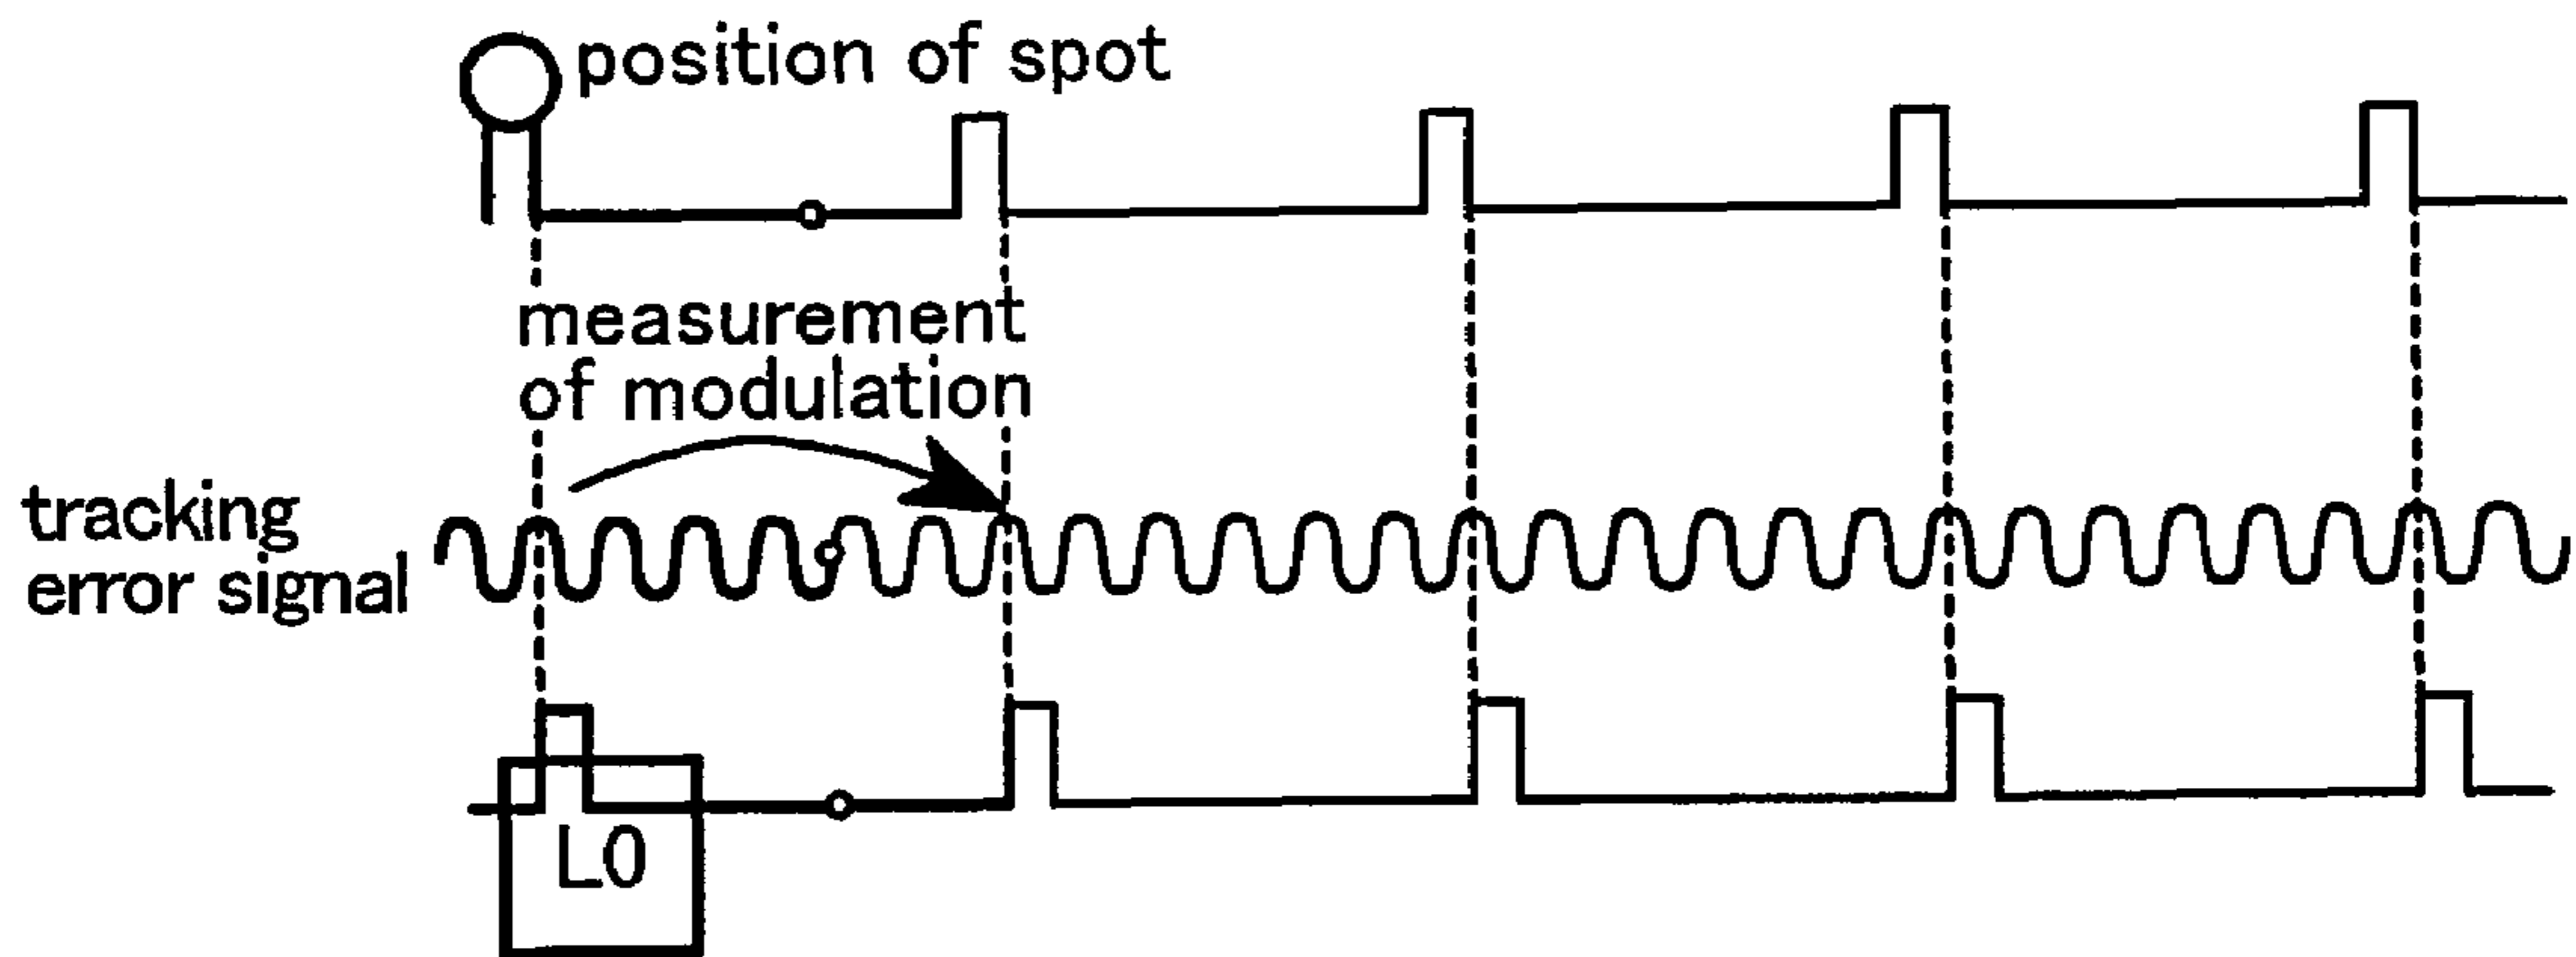 position of spot
measurement
of modulation
tracking
error signal
L0